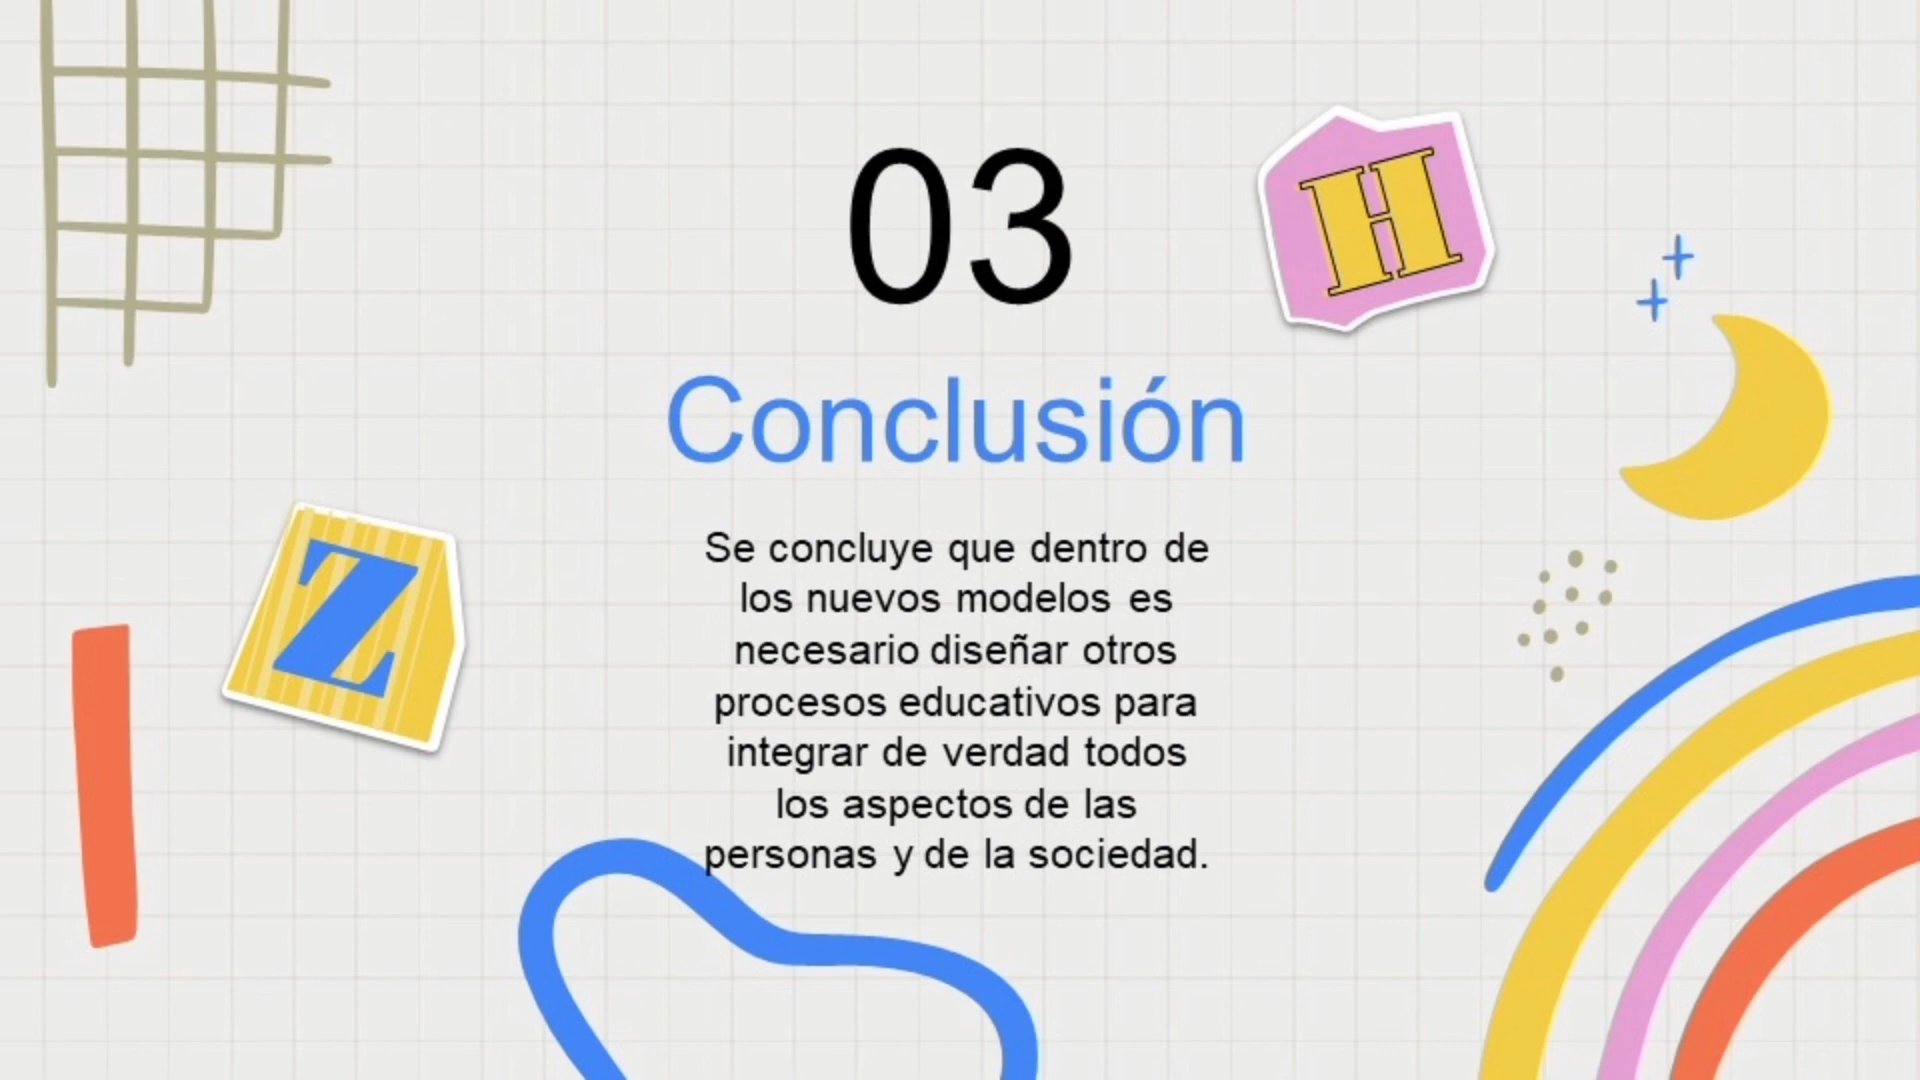 03
H
Conclusión
Z
Se concluye que dentro de
los nuevos modelos es
necesario diseñar otros
procesos educativos para
integrar de verdad todos
los aspectos de las
personas y de la sociedad.